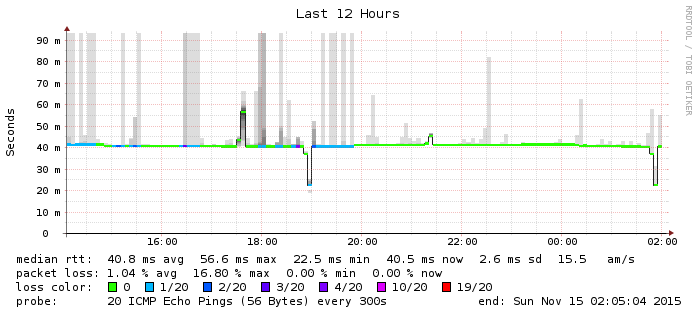 Last 12 Hours
RRDTOOL / TOBI OETIKER
Seconds
90 m
80 m
70 m
60 m
50 m
40 m
30 m
20 m
10 m
0
16:00 18:00 20:00 22:00 00:00 02:00
median rtt: 40.8 ms avg 56.6 ms max 22.5 ms min 40.5 ms now 2.6 ms sd 15.5 am/s
packet loss: 1.04 % avg 16.80 % max 0.00 % min 0.00 % now
loss color: 0 1/20 2/20 3/20 4/20 10/20 19/20
probe: 20 ICMP Echo Pings (56 Bytes) every 300s end: Sun Nov 15 02:05:04 2015